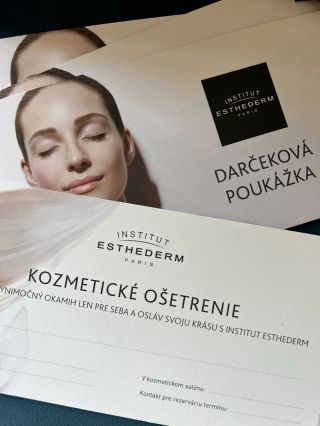 INSTITUT
ESTHEDERM
PARIS
DARČEKOVÁ
POUKÁŽKA
INSTITUT
ESTHEDERM
PARIS
KOZMETICKÉ OŠETRENIE
OKAMIH LEN PRE SEBA A OSLÁV SVOJU KRÁSU S INSTITUT ESTHEDERM
V kozmetickom salóne:
Kontakt pre rezerváciu termínu: